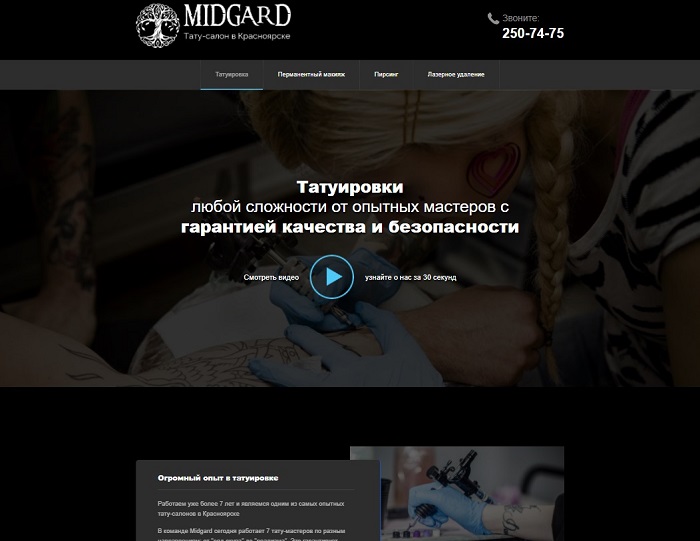 MIDGARD
Тату-салон в Красноярске
Звоните:
250-74-75
Татуировка
Перманентный макияж
Пирсинг
Лазерное удаление
Татуировки
любой сложности от опытных мастеров с
гарантией качества и безопасности
Смотреть видео
узнайте о нас за 30 секунд
Огромный опыт в татуировке
Работаем уже более 7 лет и являемся одним из самых опытных
тату-салонов в Красноярске
В команде Midgard сегодня работает 7 тату-мастеров по разным